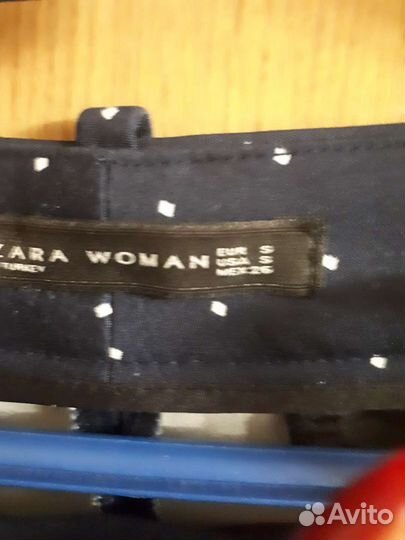 ZARA WOMAN
TURKEY
EUR S
USA S
MEX 26
Avito